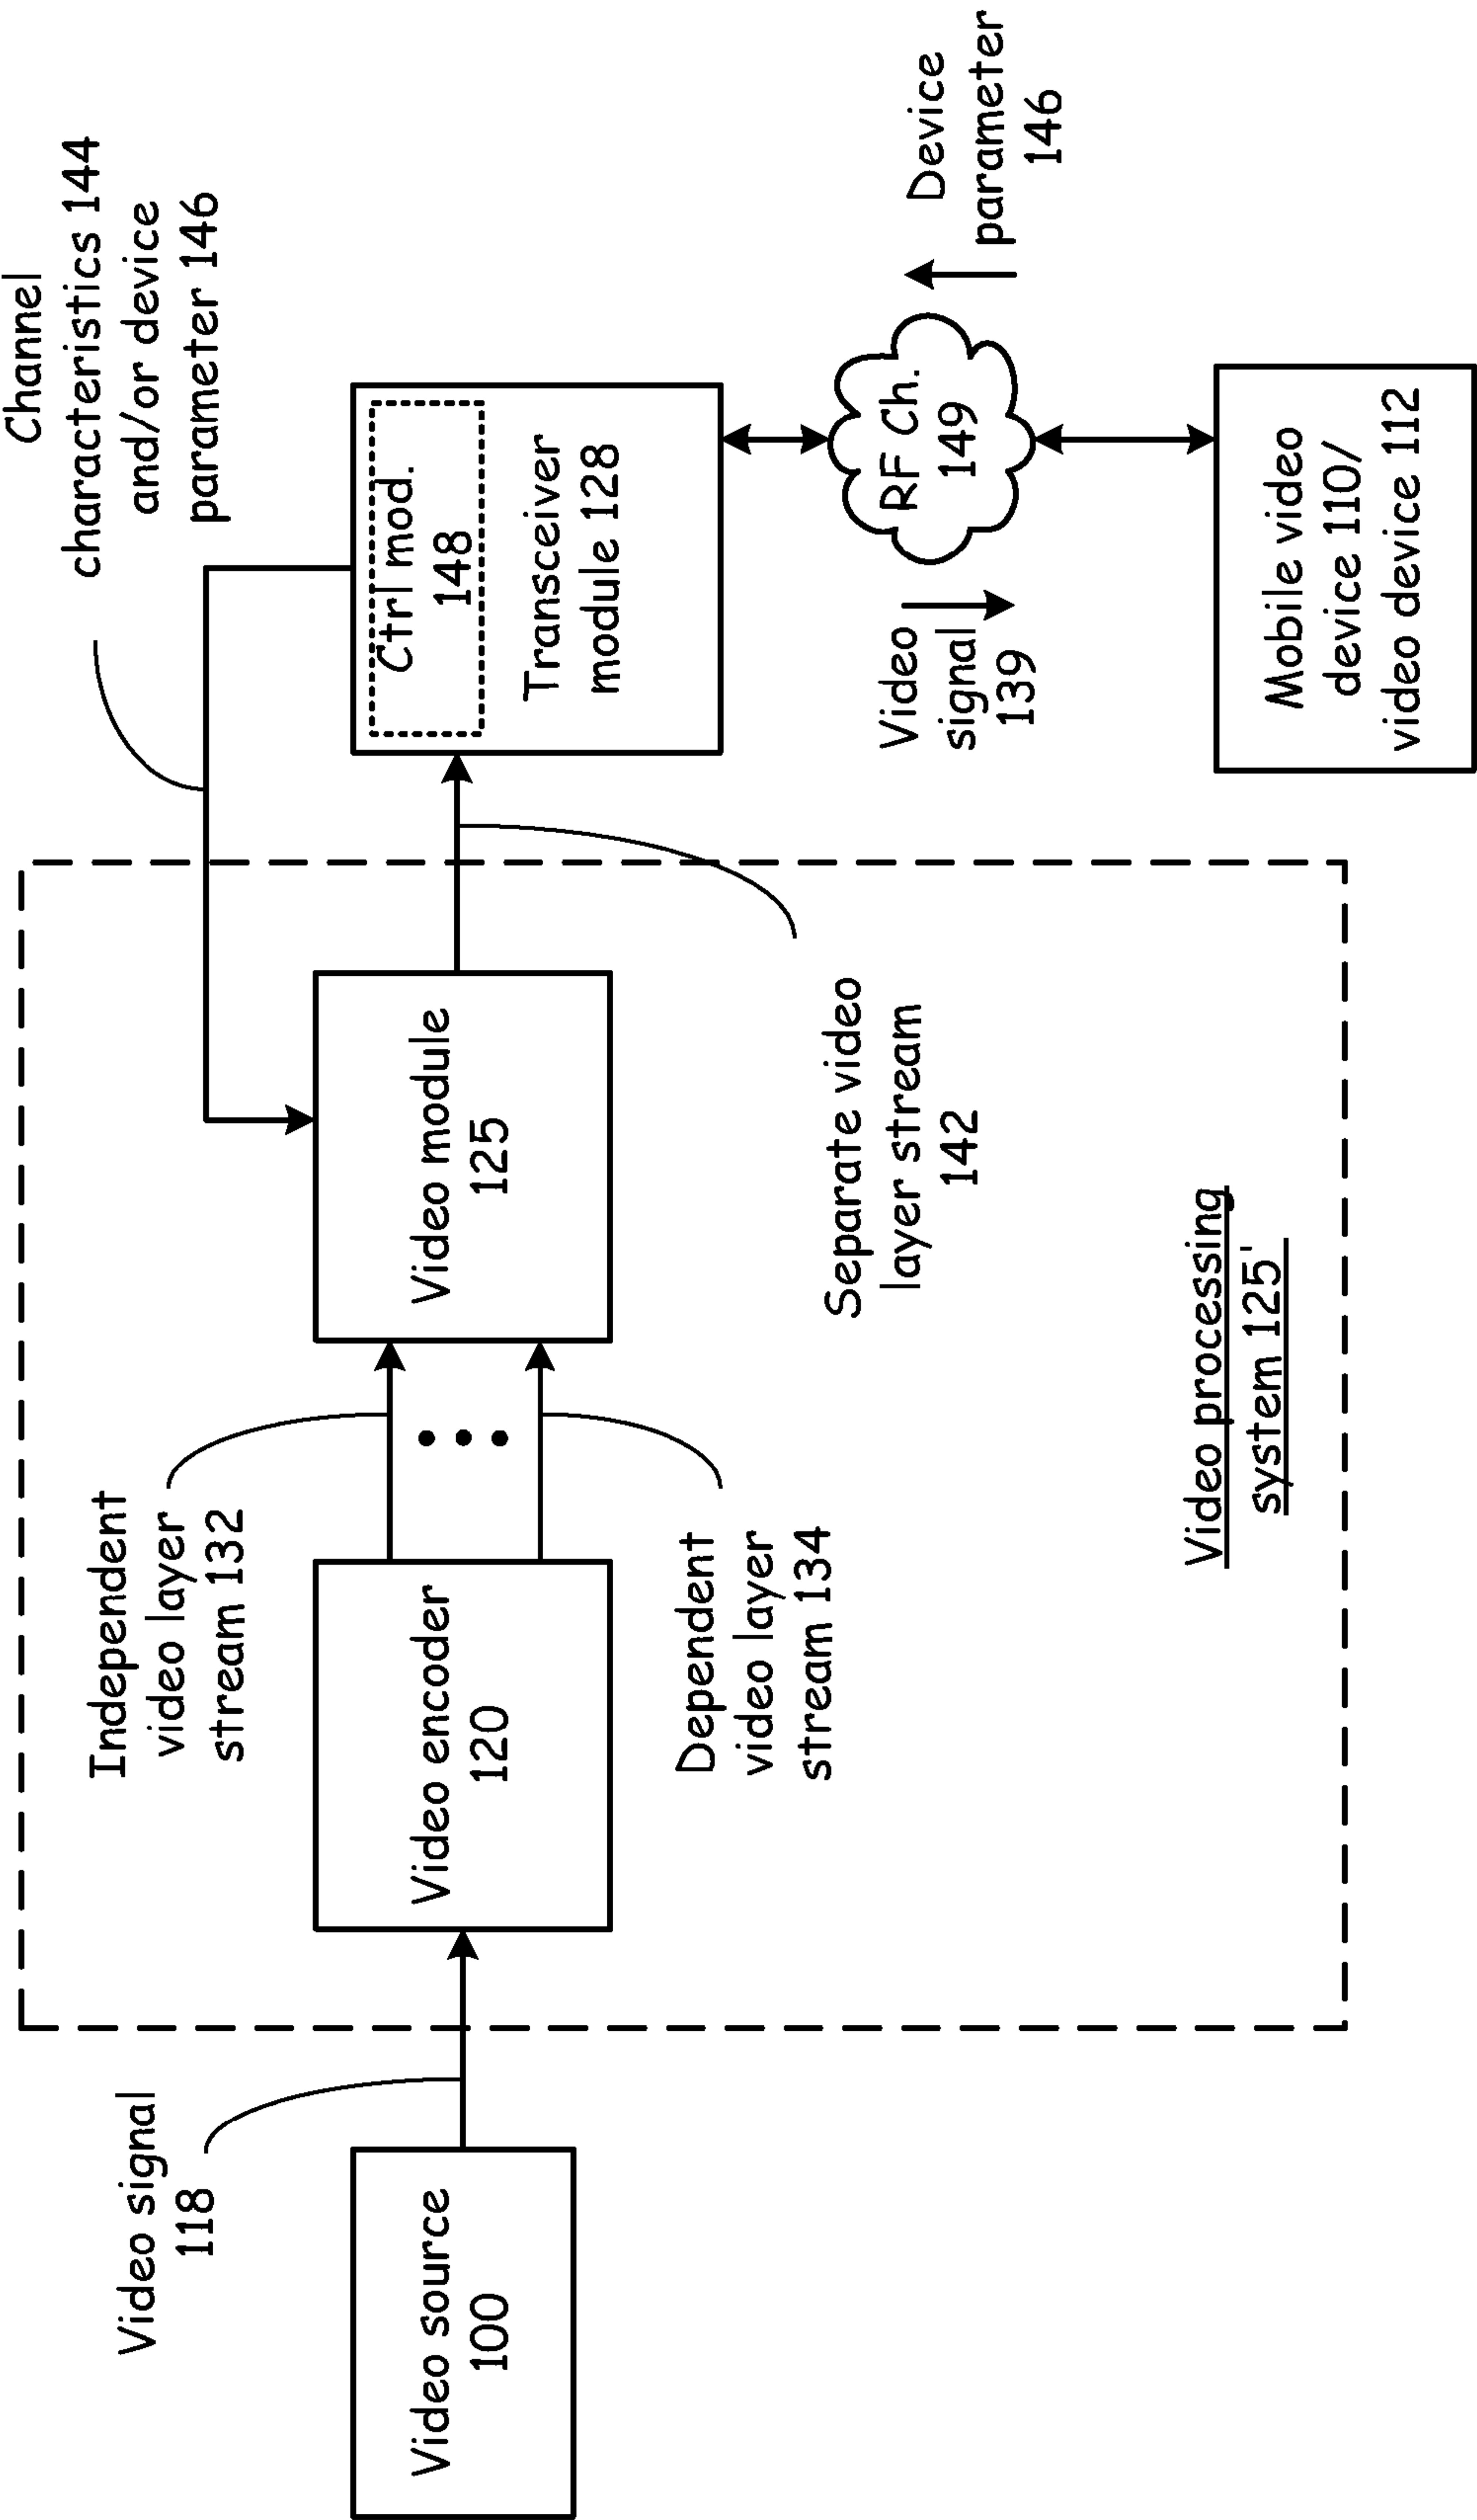 Video signal
118
Video source
100
Independent
video layer
stream 132
Video encoder
120
Dependent
video layer
stream 134
Video module
125
Separate video
layer stream
142
Video processing
system 125'
Channel
characteristics 144
and/or device
parameter 146
Ctrl mod.
148
Transceiver
module 128
Video
signal
139
RF Ch.
149
Device
parameter
146
Mobile video
device 110/
video device 112